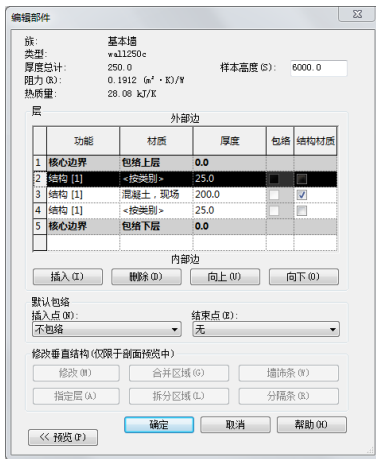 编辑部件
族: 基本墙
类型: wall250c
厚度总计: 250.0 样本高度(S): 6000.0
阻力(R): 0.1912 (m²·K)/W
热质量: 28.08 kJ/K
层
外部边
功能 材质 厚度 包络 结构材质
1 核心边界 包络上层 0.0
2 结构 [1] <按类别> 25.0
3 结构 [1] 混凝土，现场 200.0
4 结构 [1] <按类别> 25.0
5 核心边界 包络下层 0.0
内部边
插入(I) 删除(D) 向上(U) 向下(O)
默认包络
插入点(N): 结束点(E):
不包络 无
修改垂直结构(仅限于剖面预览中)
修改(M) 合并区域(G) 墙饰条(W)
指定层(A) 拆分区域(L) 分隔条(R)
<< 预览(P) 确定 取消 帮助(H)